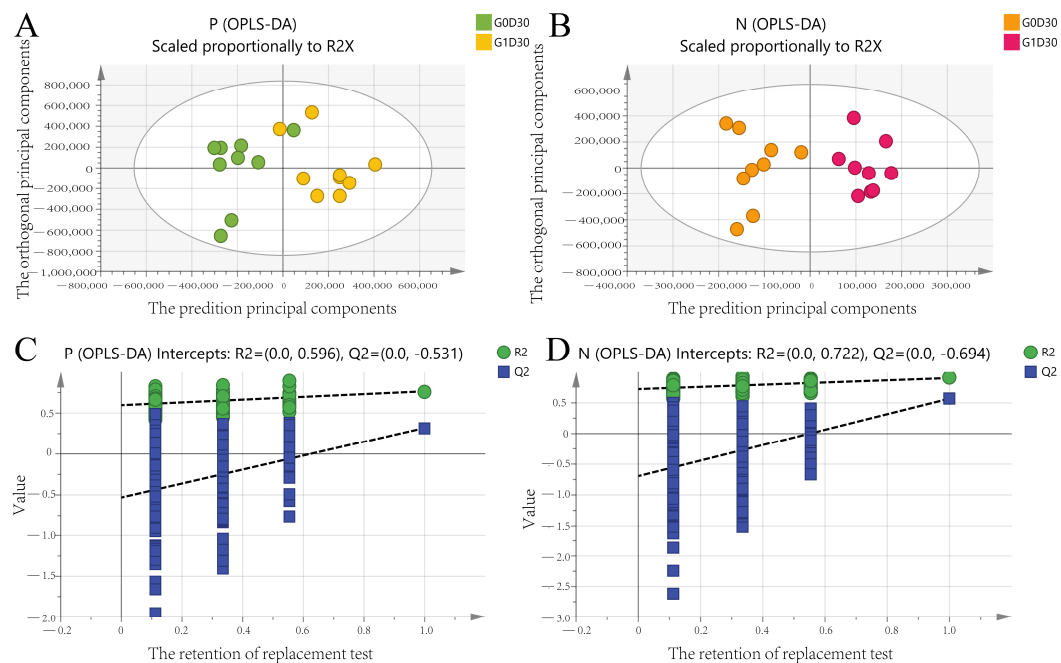 A
P (OPLS-DA)
Scaled proportionally to R2X
G0D30
G1D30
The orthogonal principal components
800,000
600,000
400,000
200,000
0
−200,000
−400,000
−600,000
−800,000
−1,000,000
−800,000 −600,000 −400,000 −200,000 0 200,000 400,000 600,000
The predition principal components
B
N (OPLS-DA)
Scaled proportionally to R2X
G0D30
G1D30
The orthogonal principal components
600,000
400,000
200,000
0
−200,000
−400,000
−600,000
−800,000
−400,000 −300,000 −200,000 −100,000 0 100,000 200,000 300,000
The predition principal components
C
P (OPLS-DA) Intercepts: R2=(0.0, 0.596), Q2=(0.0, -0.531)
R2
Q2
Value
0.5
0
−0.5
−1.0
−1.5
−2.0
−0.2 0 0.2 0.4 0.6 0.8 1.0
The retention of replacement test
D
N (OPLS-DA) Intercepts: R2=(0.0, 0.722), Q2=(0.0, -0.694)
R2
Q2
Value
0.5
0
−0.5
−1.0
−1.5
−2.0
−2.5
−3.0
−0.2 0 0.2 0.4 0.6 0.8 1.0
The retention of replacement test